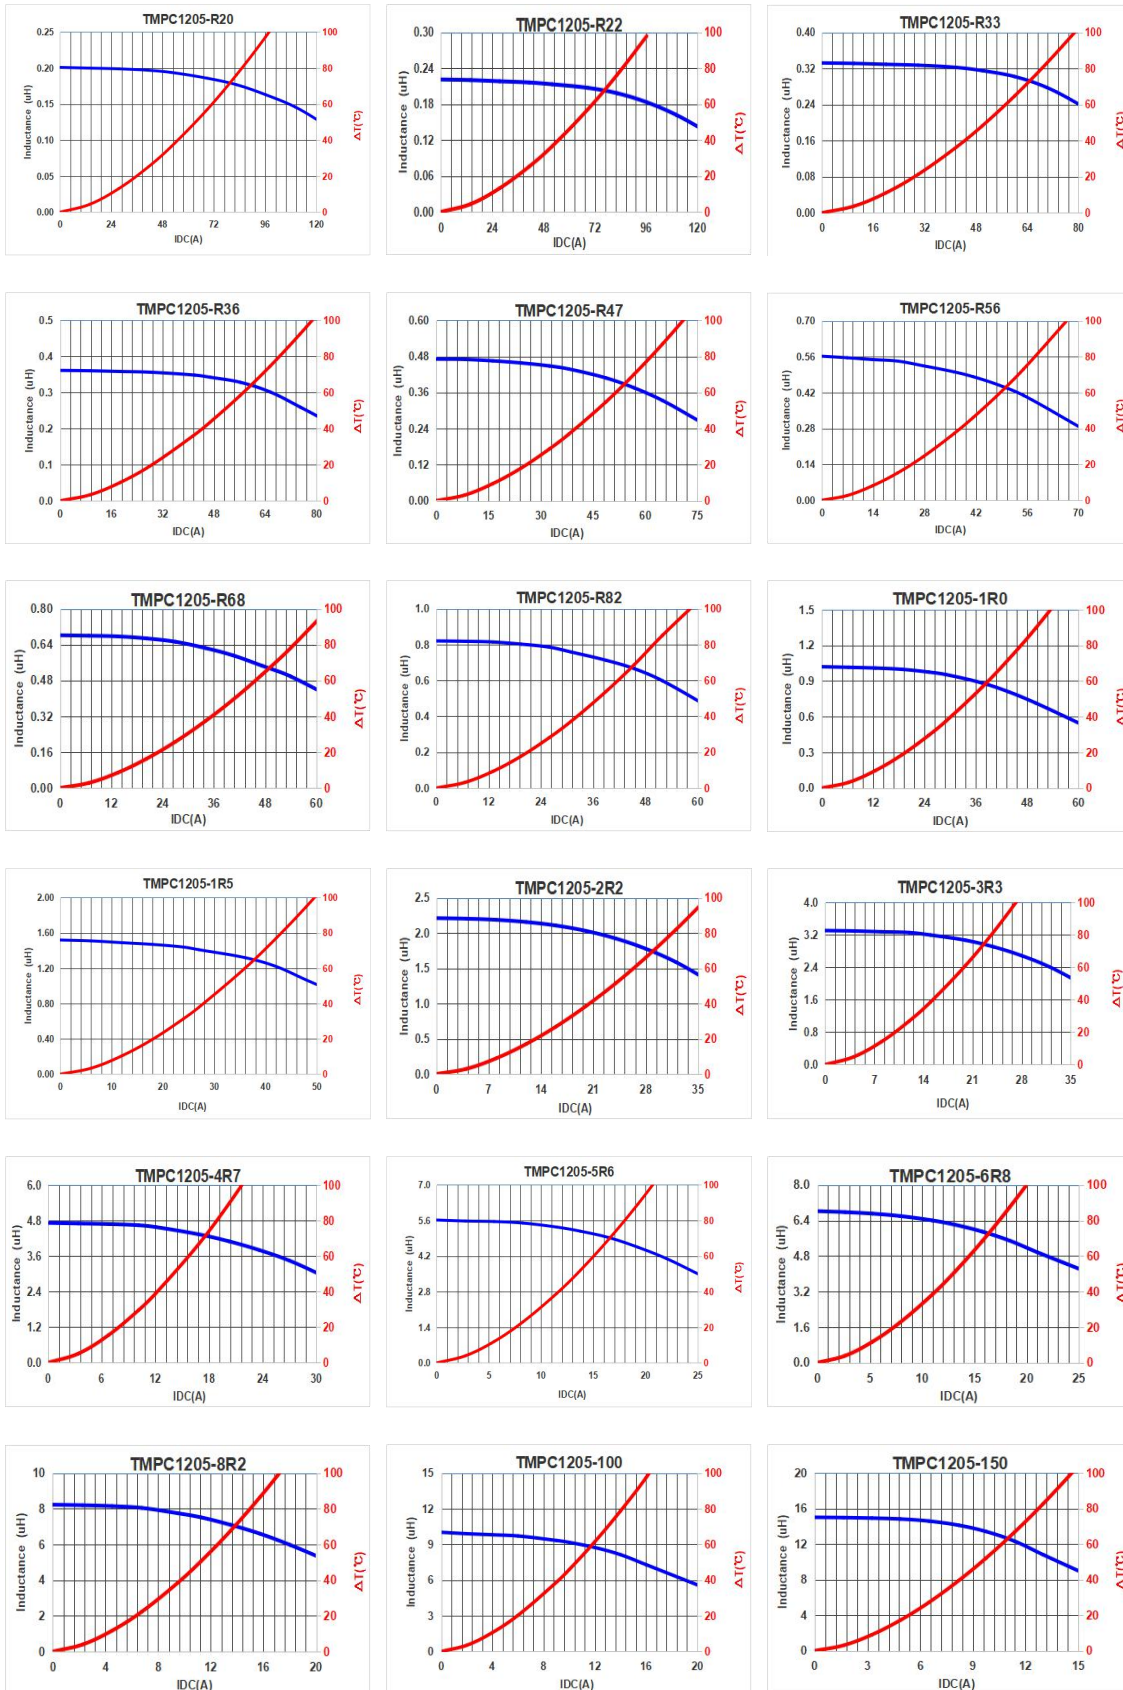 TMPC1205-R20
0.25 100
0.20 80
0.15 60
0.10 40
0.05 20
0.00 0
Inductance (uH)
△T(℃)
0 24 48 72 96 120
IDC(A)
TMPC1205-R22
0.30 100
0.24 80
0.18 60
0.12 40
0.06 20
0.00 0
Inductance (uH)
△T(℃)
0 24 48 72 96 120
IDC(A)
TMPC1205-R33
0.40 100
0.32 80
0.24 60
0.16 40
0.08 20
0.00 0
Inductance (uH)
△T(℃)
0 16 32 48 64 80
IDC(A)
TMPC1205-R36
0.5 100
0.4 80
0.3 60
0.2 40
0.1 20
0.0 0
Inductance (uH)
△T(℃)
0 16 32 48 64 80
IDC(A)
TMPC1205-R47
0.60 100
0.48 80
0.36 60
0.24 40
0.12 20
0.00 0
Inductance (uH)
△T(℃)
0 15 30 45 60 75
IDC(A)
TMPC1205-R56
0.70 100
0.56 80
0.42 60
0.28 40
0.14 20
0.00 0
Inductance (uH)
△T(℃)
0 14 28 42 56 70
IDC(A)
TMPC1205-R68
0.80 100
0.64 80
0.48 60
0.32 40
0.16 20
0.00 0
Inductance (uH)
△T(℃)
0 12 24 36 48 60
IDC(A)
TMPC1205-R82
1.0 100
0.8 80
0.6 60
0.4 40
0.2 20
0.0 0
Inductance (uH)
△T(℃)
0 12 24 36 48 60
IDC(A)
TMPC1205-1R0
1.5 100
1.2 80
0.9 60
0.6 40
0.3 20
0.0 0
Inductance (uH)
△T(℃)
0 12 24 36 48 60
IDC(A)
TMPC1205-1R5
2.00 100
1.60 80
1.20 60
0.80 40
0.40 20
0.00 0
Inductance (uH)
△T(℃)
0 10 20 30 40 50
IDC(A)
TMPC1205-2R2
2.5 100
2.0 80
1.5 60
1.0 40
0.5 20
0.0 0
Inductance (uH)
△T(℃)
0 7 14 21 28 35
IDC(A)
TMPC1205-3R3
4.0 100
3.2 80
2.4 60
1.6 40
0.8 20
0.0 0
Inductance (uH)
△T(℃)
0 7 14 21 28 35
IDC(A)
TMPC1205-4R7
6.0 100
4.8 80
3.6 60
2.4 40
1.2 20
0.0 0
Inductance (uH)
△T(℃)
0 6 12 18 24 30
IDC(A)
TMPC1205-5R6
7.0 100
5.6 80
4.2 60
2.8 40
1.4 20
0.0 0
Inductance (uH)
△T(℃)
0 5 10 15 20 25
IDC(A)
TMPC1205-6R8
8.0 100
6.4 80
4.8 60
3.2 40
1.6 20
0.0 0
Inductance (uH)
△T(℃)
0 5 10 15 20 25
IDC(A)
TMPC1205-8R2
10 100
8 80
6 60
4 40
2 20
0 0
Inductance (uH)
△T(℃)
0 4 8 12 16 20
IDC(A)
TMPC1205-100
15 100
12 80
9 60
6 40
3 20
0 0
Inductance (uH)
△T(℃)
0 4 8 12 16 20
IDC(A)
TMPC1205-150
20 100
16 80
12 60
8 40
4 20
0 0
Inductance (uH)
△T(℃)
0 3 6 9 12 15
IDC(A)